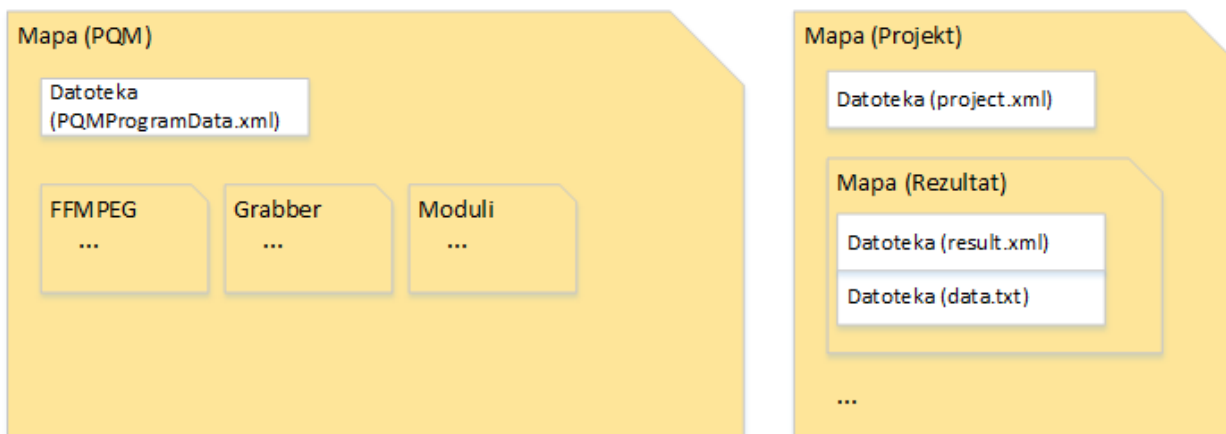 Mapa (PQM)
Datoteka
(PQMProgramData.xml)
FFMPEG
...
Grabber
...
Moduli
...
Mapa (Projekt)
Datoteka (project.xml)
Mapa (Rezultat)
Datoteka (result.xml)
Datoteka (data.txt)
...